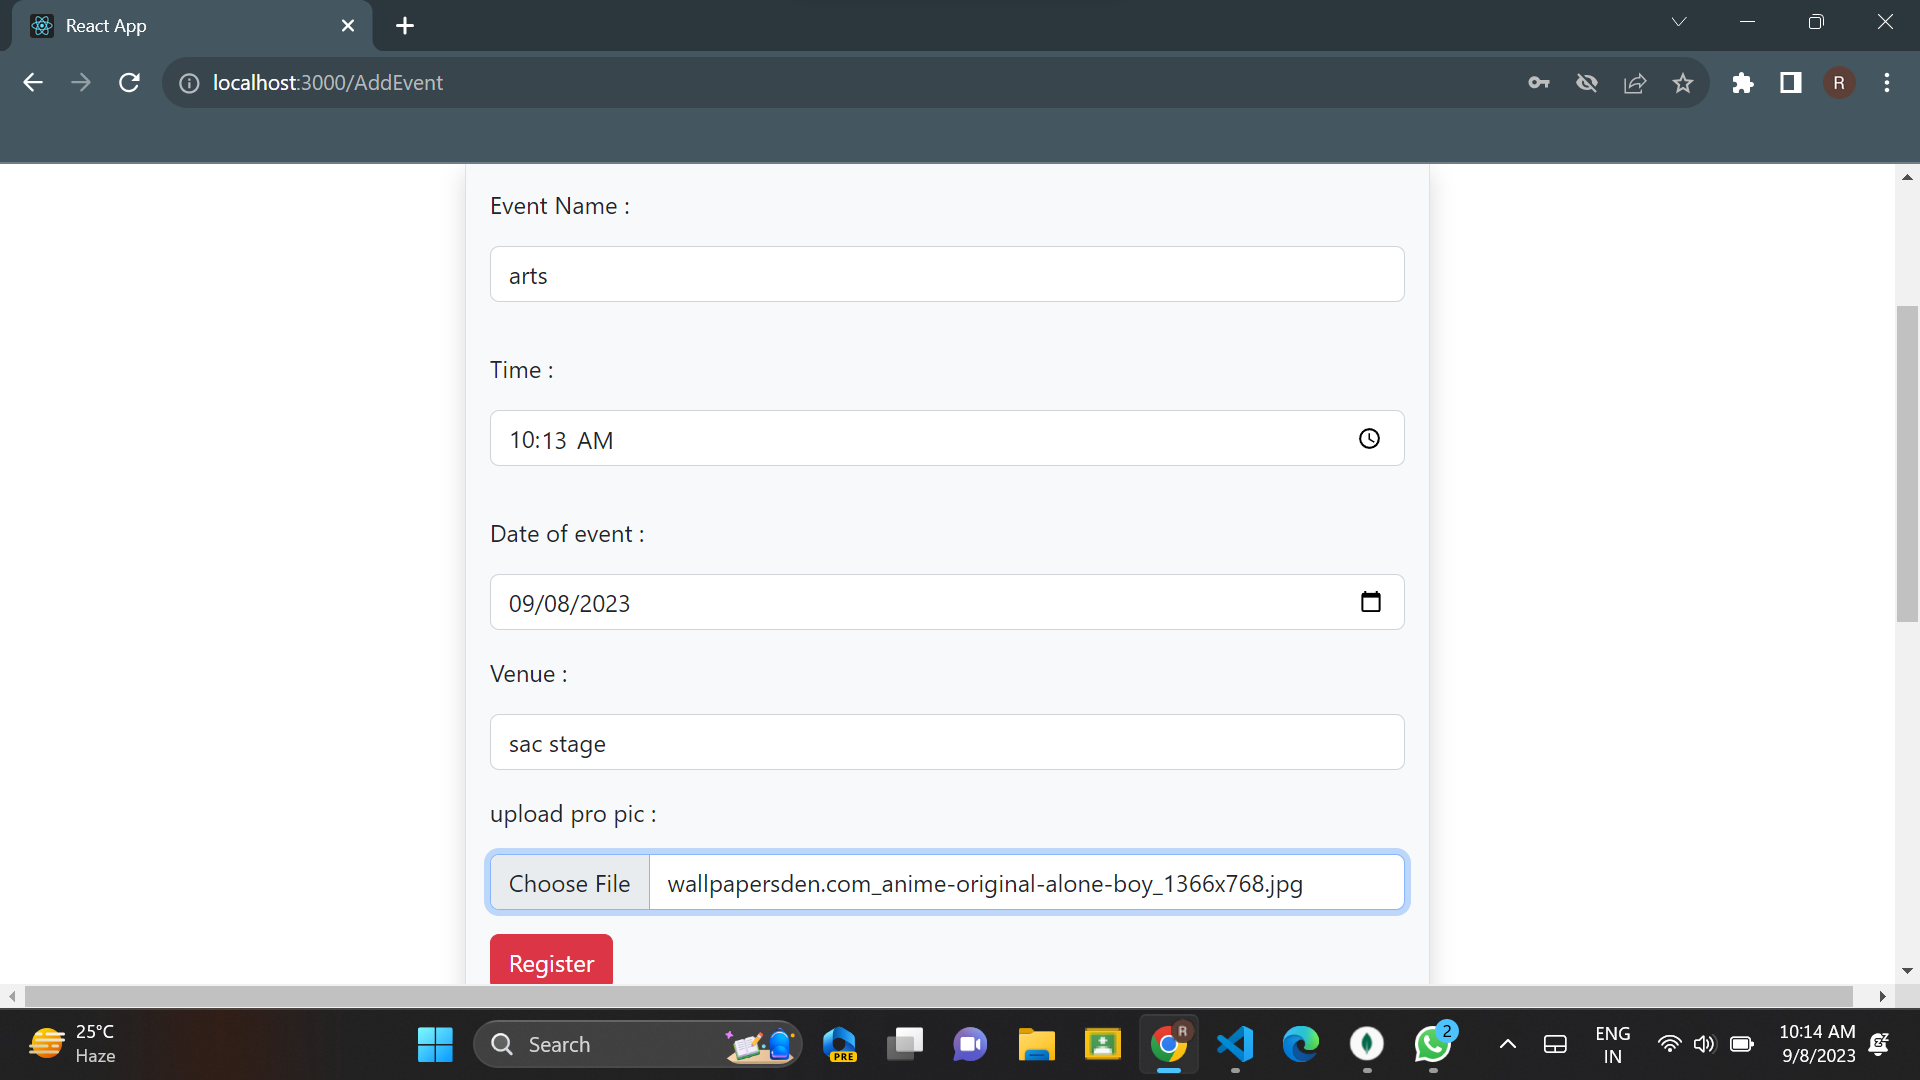 React App
localhost:3000/AddEvent
R
Event Name :
arts
Time :
10:13 AM
Date of event :
09/08/2023
Venue :
sac stage
upload pro pic :
Choose File wallpapersden.com_anime-original-alone-boy_1366x768.jpg
Register
25°C
Haze
Search
PRE
R
2
ENG
IN
10:14 AM
9/8/2023